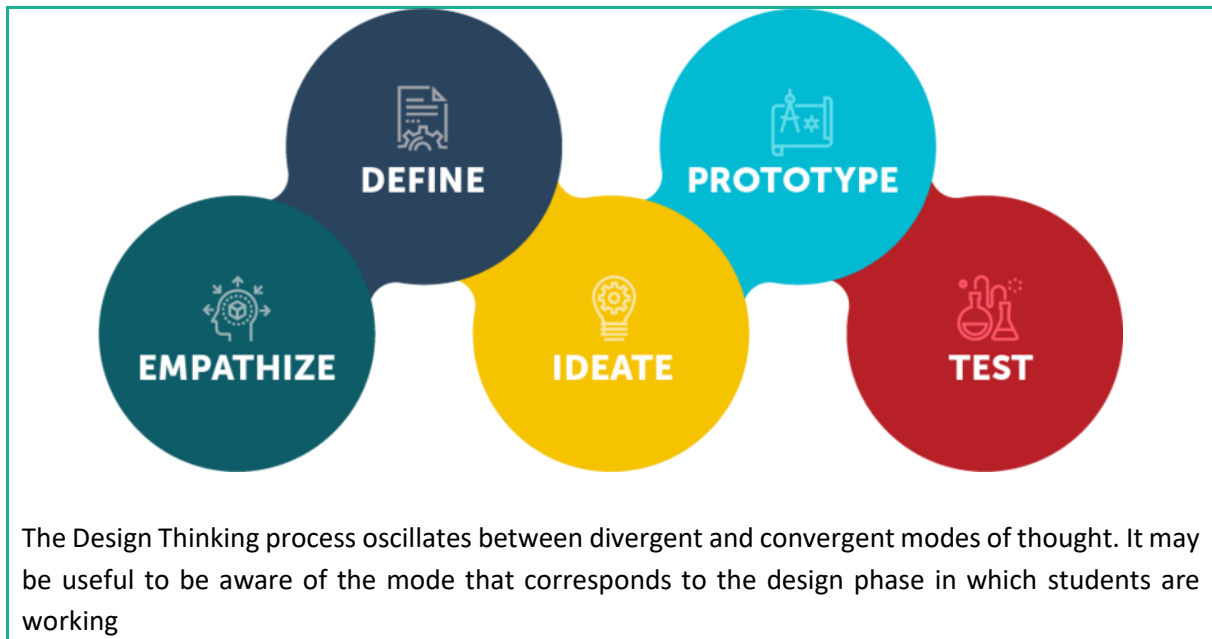 DEFINE
PROTOTYPE
EMPATHIZE
IDEATE
TEST
The Design Thinking process oscillates between divergent and convergent modes of thought. It may
be useful to be aware of the mode that corresponds to the design phase in which students are
working